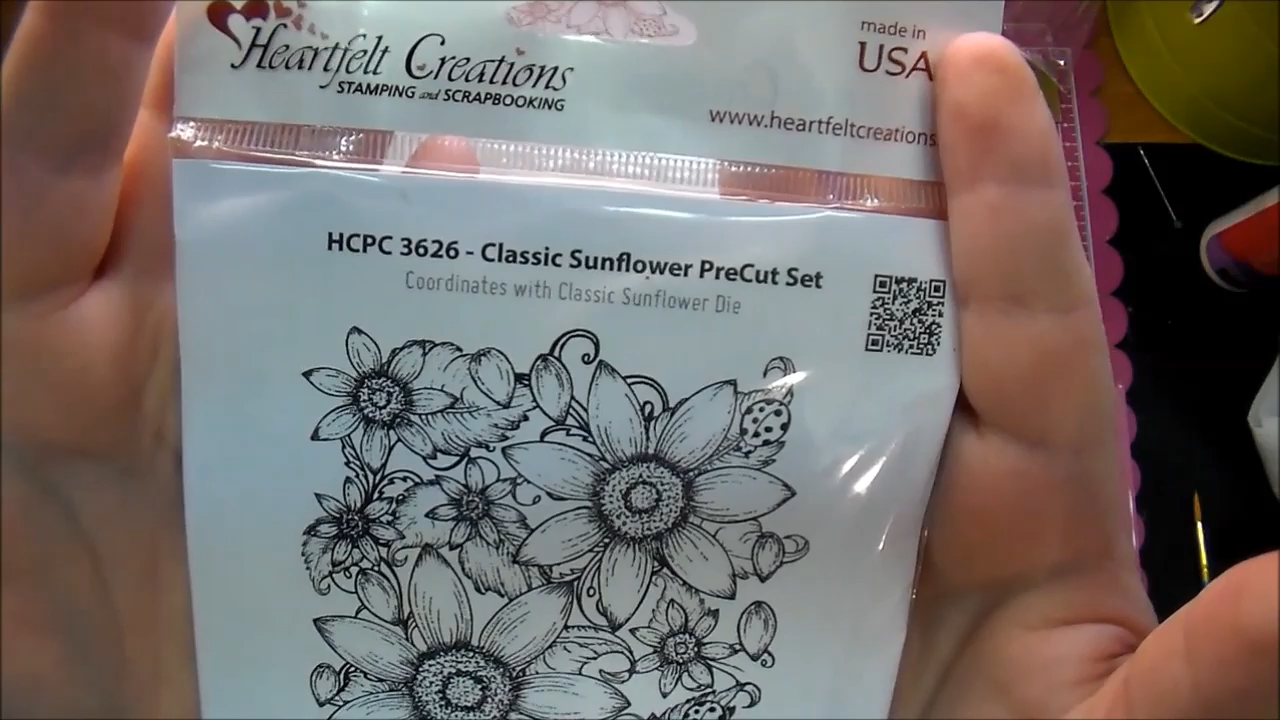 Heartfelt Creations
STAMPING and SCRAPBOOKING
made in
USA
www.heartfeltcreations
HCPC 3626 - Classic Sunflower PreCut Set
Coordinates with Classic Sunflower Die